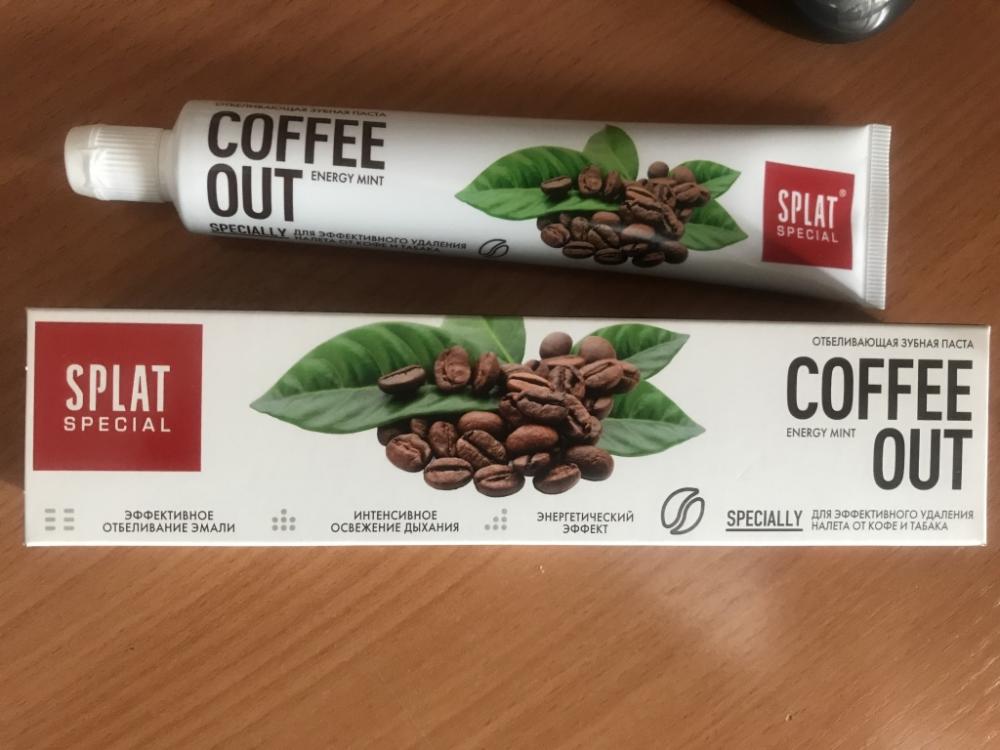 ОТБЕЛИВАЮЩАЯ ЗУБНАЯ ПАСТА
COFFEE
OUT ENERGY MINT
SPECIALLY ДЛЯ ЭФФЕКТИВНОГО УДАЛЕНИЯ
НАЛЕТА ОТ КОФЕ И ТАБАКА
SPLAT®
SPECIAL
SPLAT
SPECIAL
ОТБЕЛИВАЮЩАЯ ЗУБНАЯ ПАСТА
COFFEE
ENERGY MINT OUT
ЭФФЕКТИВНОЕ
ОТБЕЛИВАНИЕ ЭМАЛИ
ИНТЕНСИВНОЕ
ОСВЕЖЕНИЕ ДЫХАНИЯ
ЭНЕРГЕТИЧЕСКИЙ
ЭФФЕКТ
SPECIALLY ДЛЯ ЭФФЕКТИВНОГО УДАЛЕНИЯ
НАЛЕТА ОТ КОФЕ И ТАБАКА